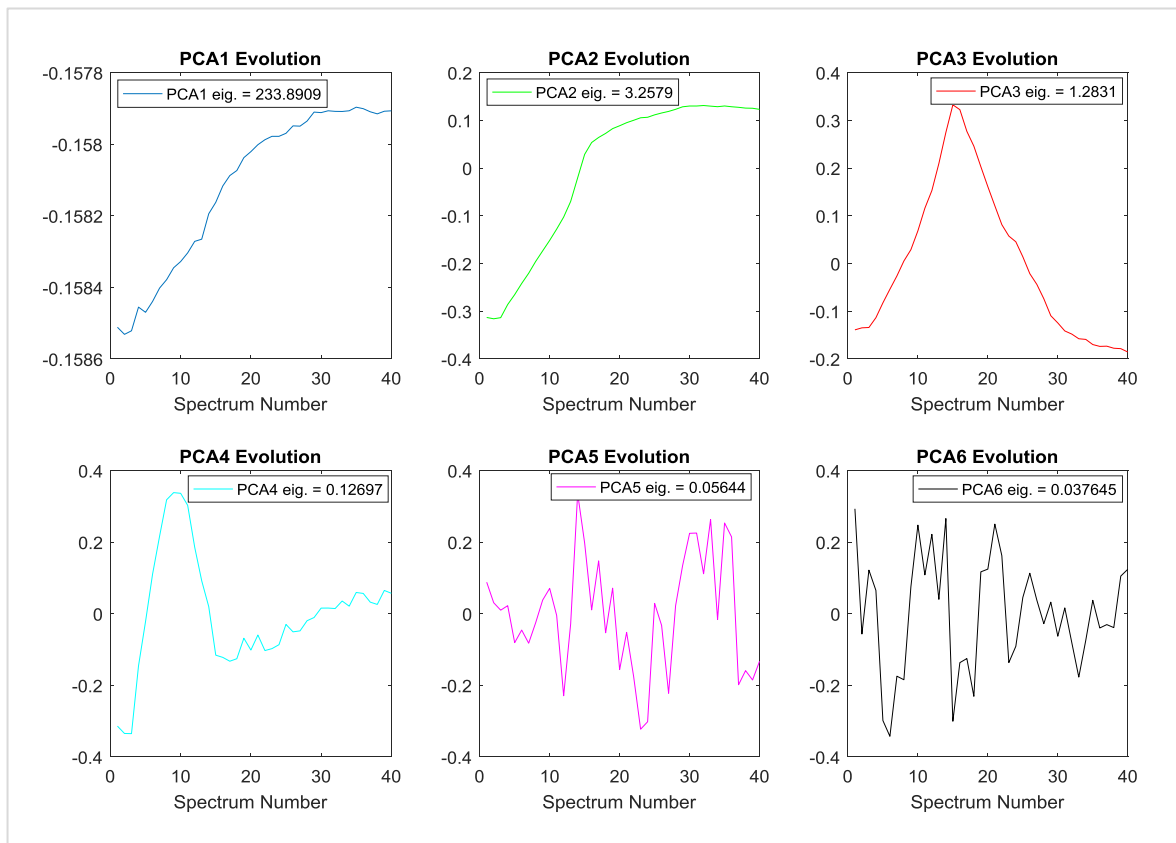 PCA1 Evolution
-0.1578
-0.158
-0.1582
-0.1584
-0.1586
PCA1 eig. = 233.8909
0 10 20 30 40
Spectrum Number
PCA2 Evolution
0.2
0.1
0
-0.1
-0.2
-0.3
-0.4
PCA2 eig. = 3.2579
0 10 20 30 40
Spectrum Number
PCA3 Evolution
0.4
0.3
0.2
0.1
0
-0.1
-0.2
PCA3 eig. = 1.2831
0 10 20 30 40
Spectrum Number
PCA4 Evolution
0.4
0.2
0
-0.2
-0.4
PCA4 eig. = 0.12697
0 10 20 30 40
Spectrum Number
PCA5 Evolution
0.4
0.2
0
-0.2
-0.4
PCA5 eig. = 0.05644
0 10 20 30 40
Spectrum Number
PCA6 Evolution
0.4
0.2
0
-0.2
-0.4
PCA6 eig. = 0.037645
0 10 20 30 40
Spectrum Number